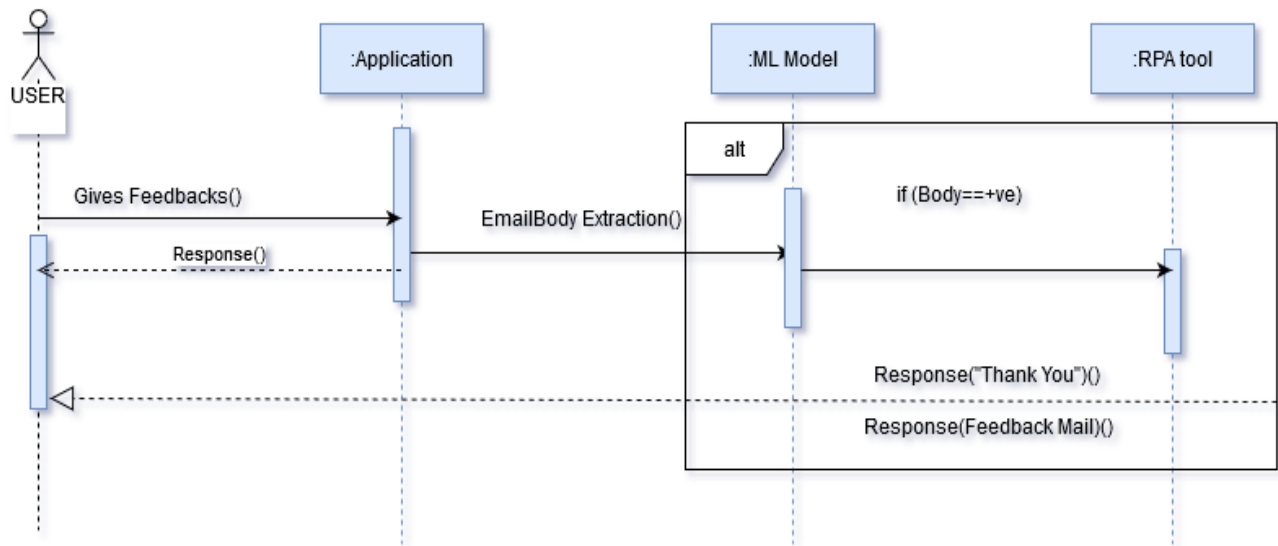 USER
:Application
:ML Model
:RPA tool
alt
Gives Feedbacks()
if (Body==+ve)
EmailBody Extraction()
Response()
Response("Thank You")()
Response(Feedback Mail)()